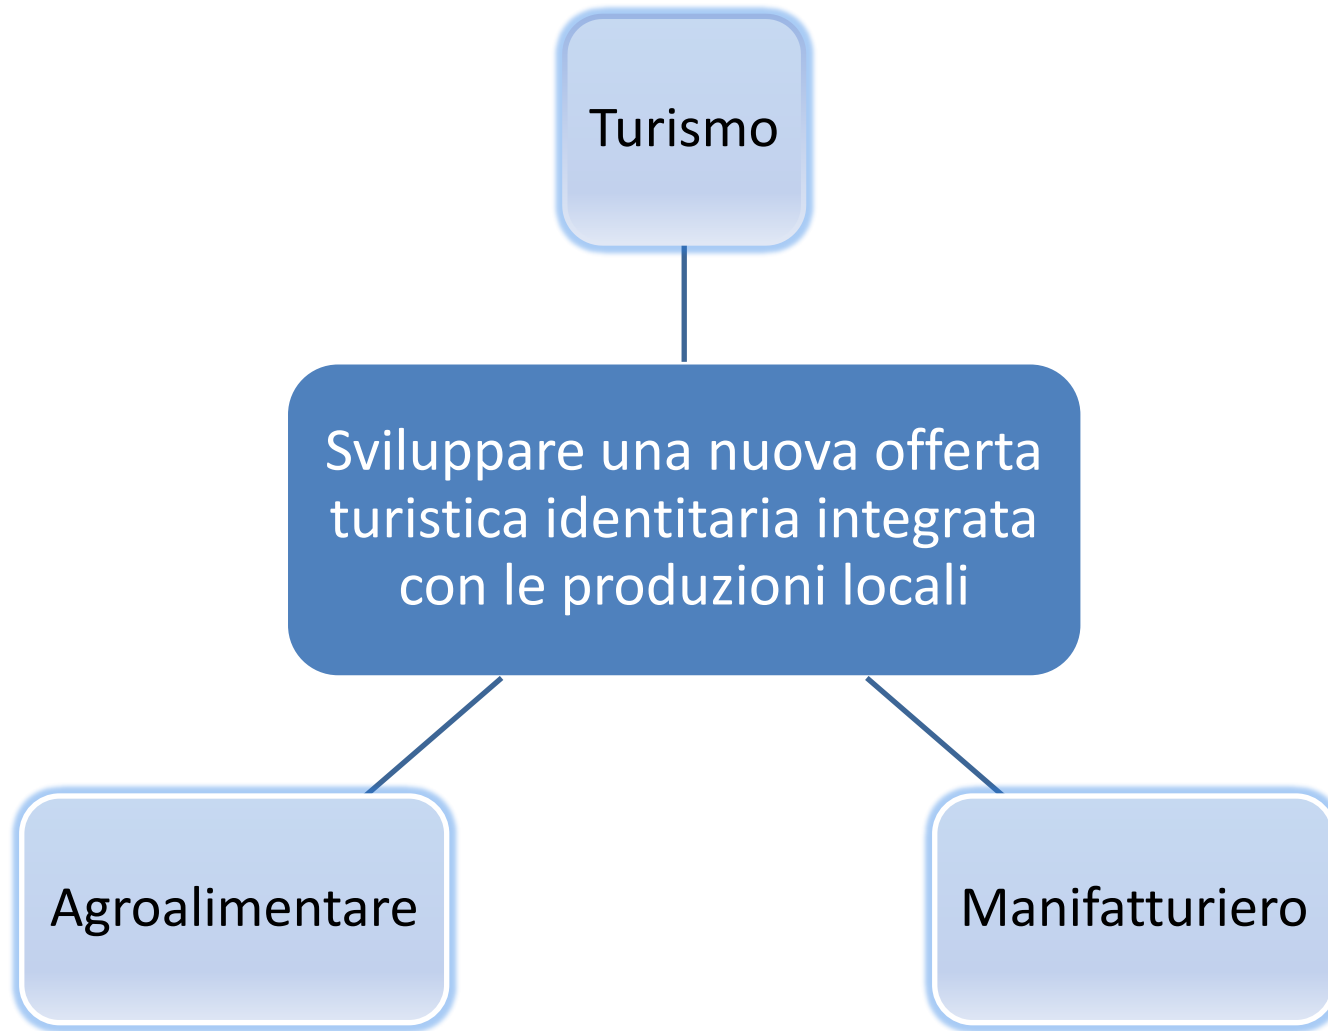 Turismo
Sviluppare una nuova offerta
turistica identitaria integrata
con le produzioni locali
Agroalimentare
Manifatturiero